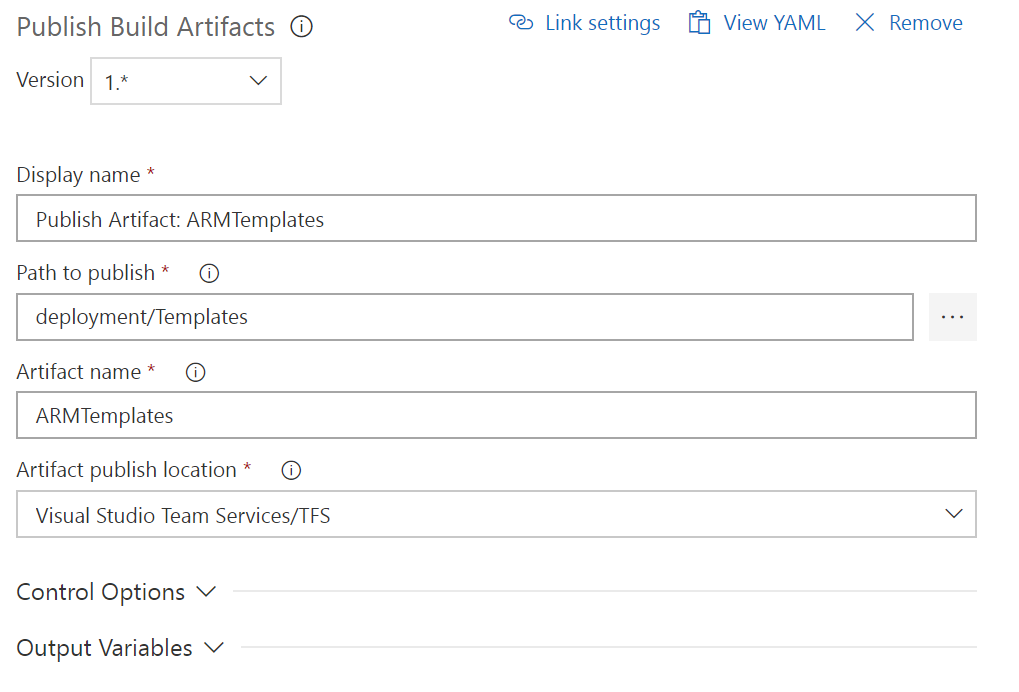 Publish Build Artifacts
Link settings View YAML Remove
Version 1.*
Display name *
Publish Artifact: ARMTemplates
Path to publish *
deployment/Templates
...
Artifact name *
ARMTemplates
Artifact publish location *
Visual Studio Team Services/TFS
Control Options
Output Variables